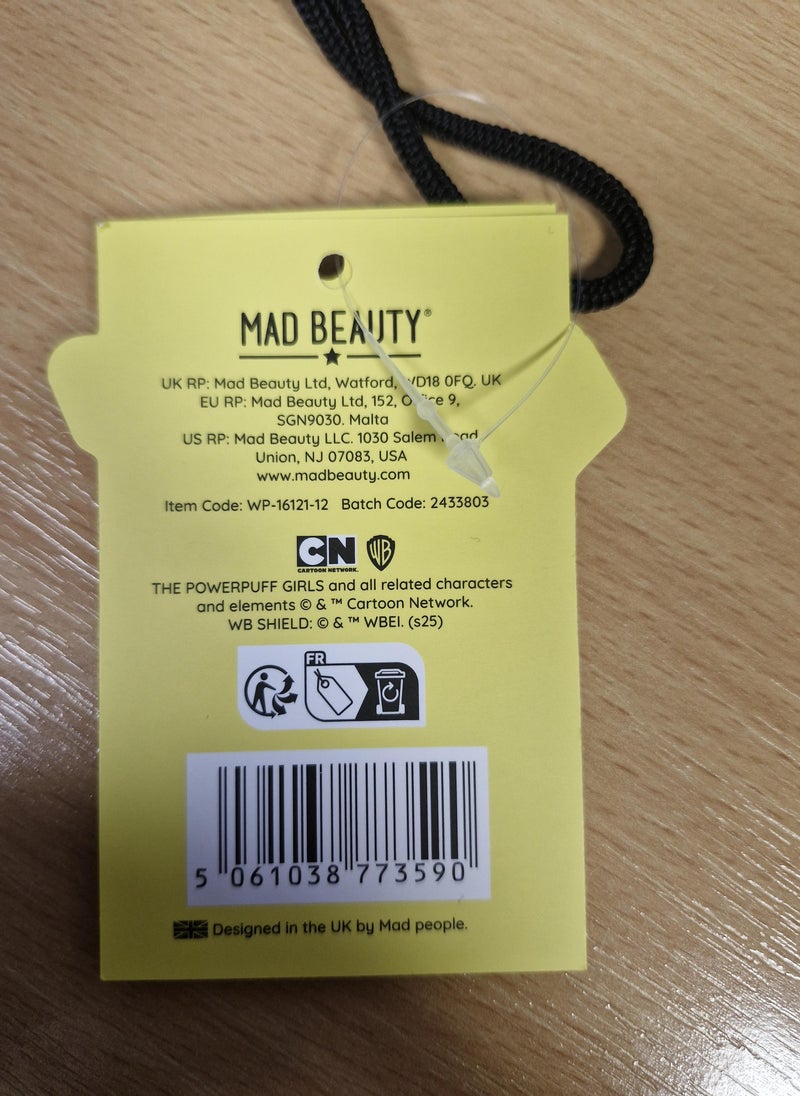 MAD BEAUTY®
UK RP: Mad Beauty Ltd, Watford, WD18 0FQ. UK
EU RP: Mad Beauty Ltd, 152, Office 9,
SGN9030. Malta
US RP: Mad Beauty LLC. 1030 Salem Road
Union, NJ 07083, USA
www.madbeauty.com
Item Code: WP-16121-12 Batch Code: 2433803
CN WB
CARTOON NETWORK.
THE POWERPUFF GIRLS and all related characters
and elements © & ™ Cartoon Network.
WB SHIELD: © & ™ WBEI. (s25)
FR
5 061038 773590
Designed in the UK by Mad people.